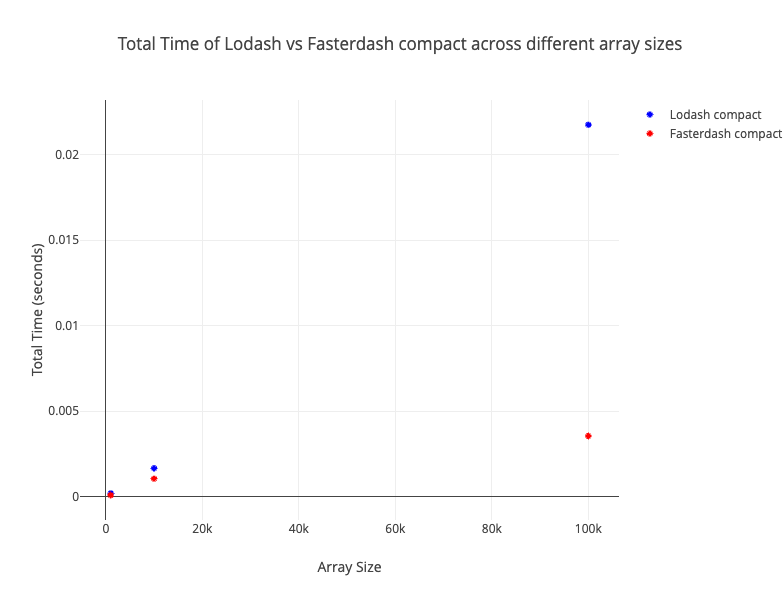 Total Time of Lodash vs Fasterdash compact across different array sizes
Lodash compact
Fasterdash compact
Total Time (seconds)
0.02
0.015
0.01
0.005
0
0
20k
40k
60k
80k
100k
Array Size